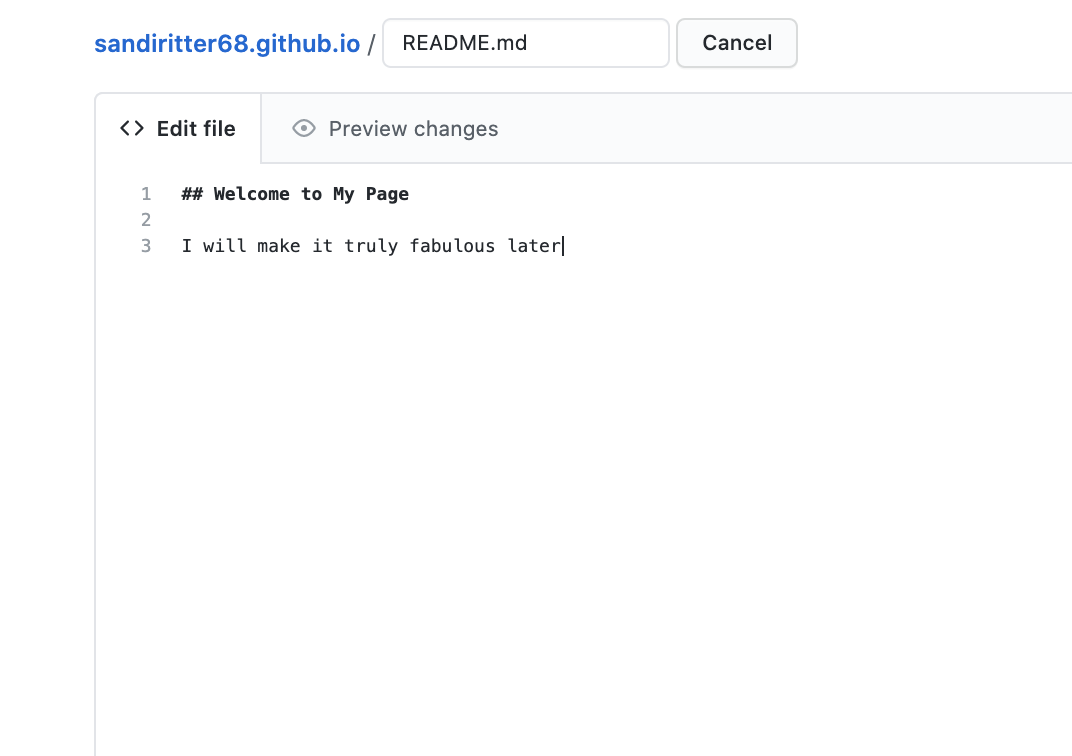 sandiritter68.github.io / README.md Cancel
<> Edit file Preview changes
1 ## Welcome to My Page
2
3 I will make it truly fabulous later